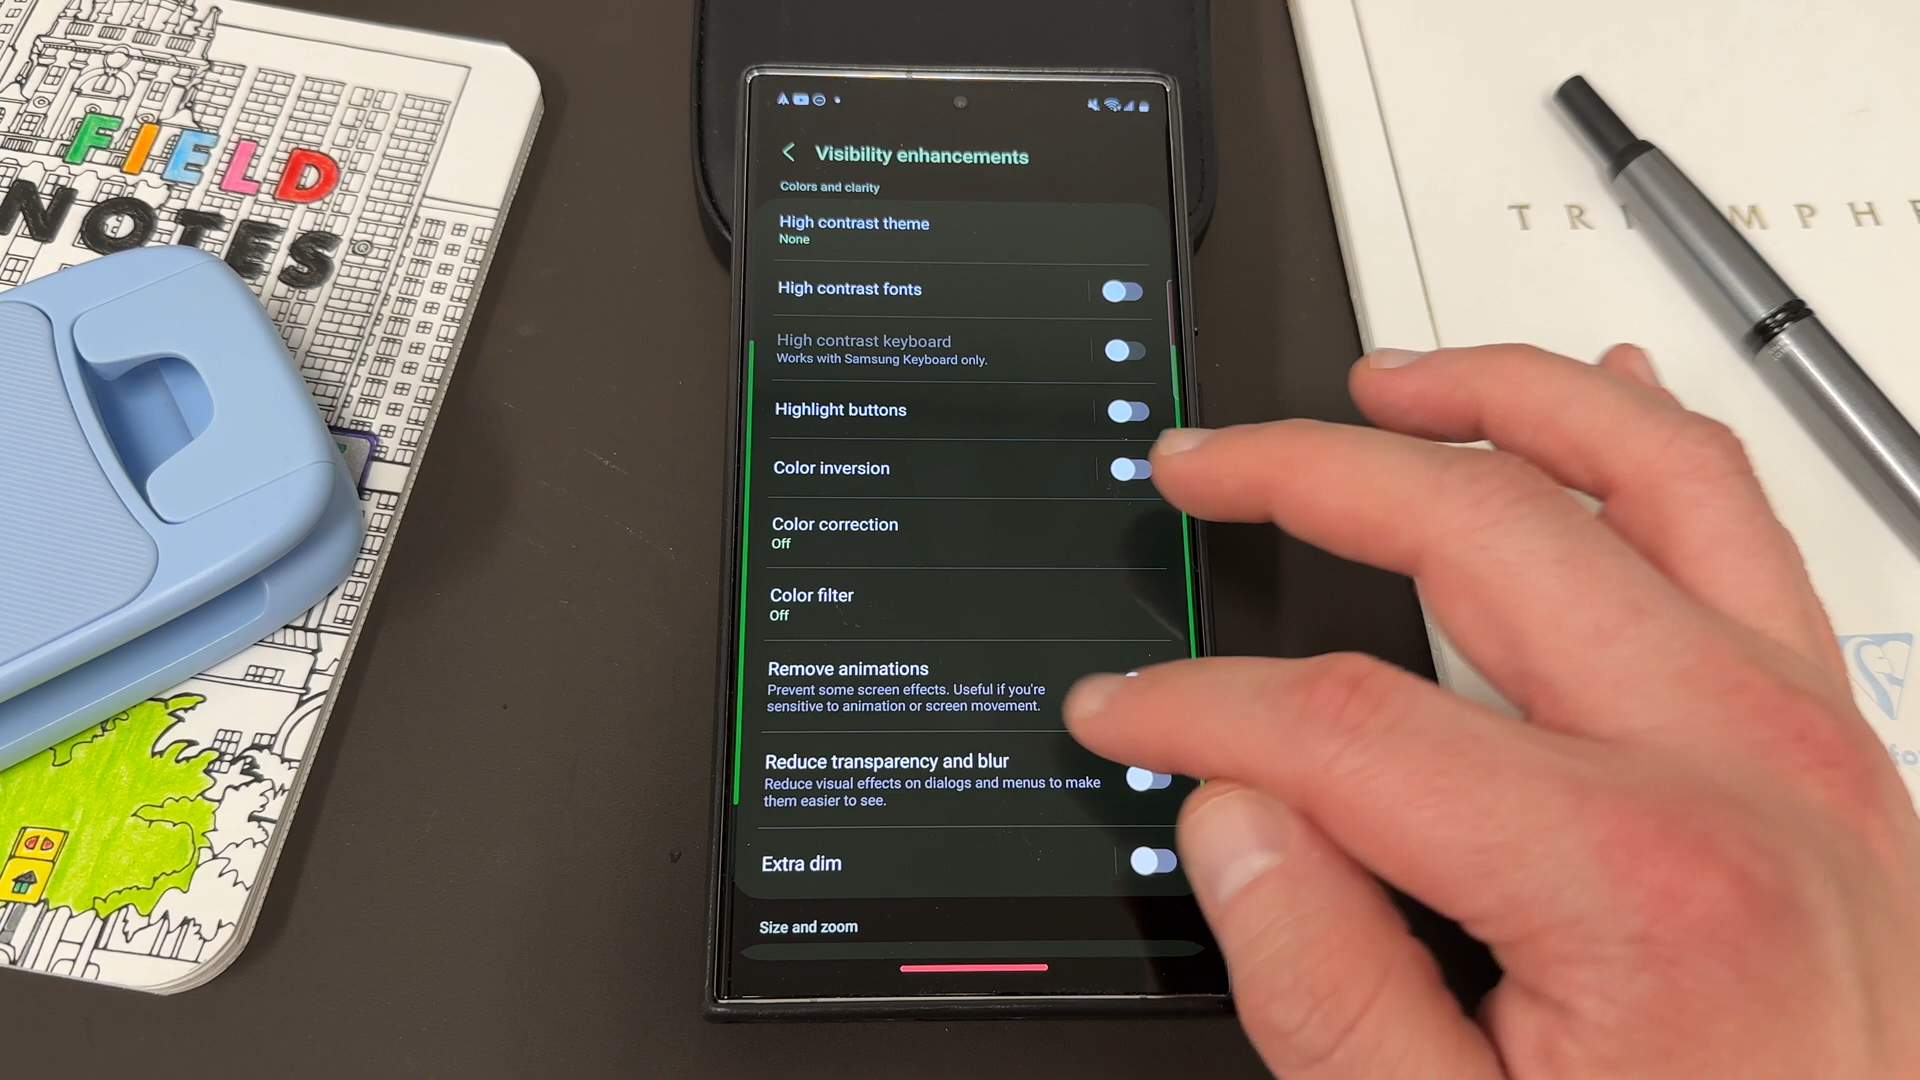 FIELD
NOTES
Visibility enhancements
Colors and clarity
High contrast theme
None
High contrast fonts
High contrast keyboard
Works with Samsung Keyboard only.
Highlight buttons
Color inversion
Color correction
Off
Color filter
Off
Remove animations
Prevent some screen effects. Useful if you're
sensitive to animation or screen movement.
Reduce transparency and blur
Reduce visual effects on dialogs and menus to make
them easier to see.
Extra dim
Size and zoom